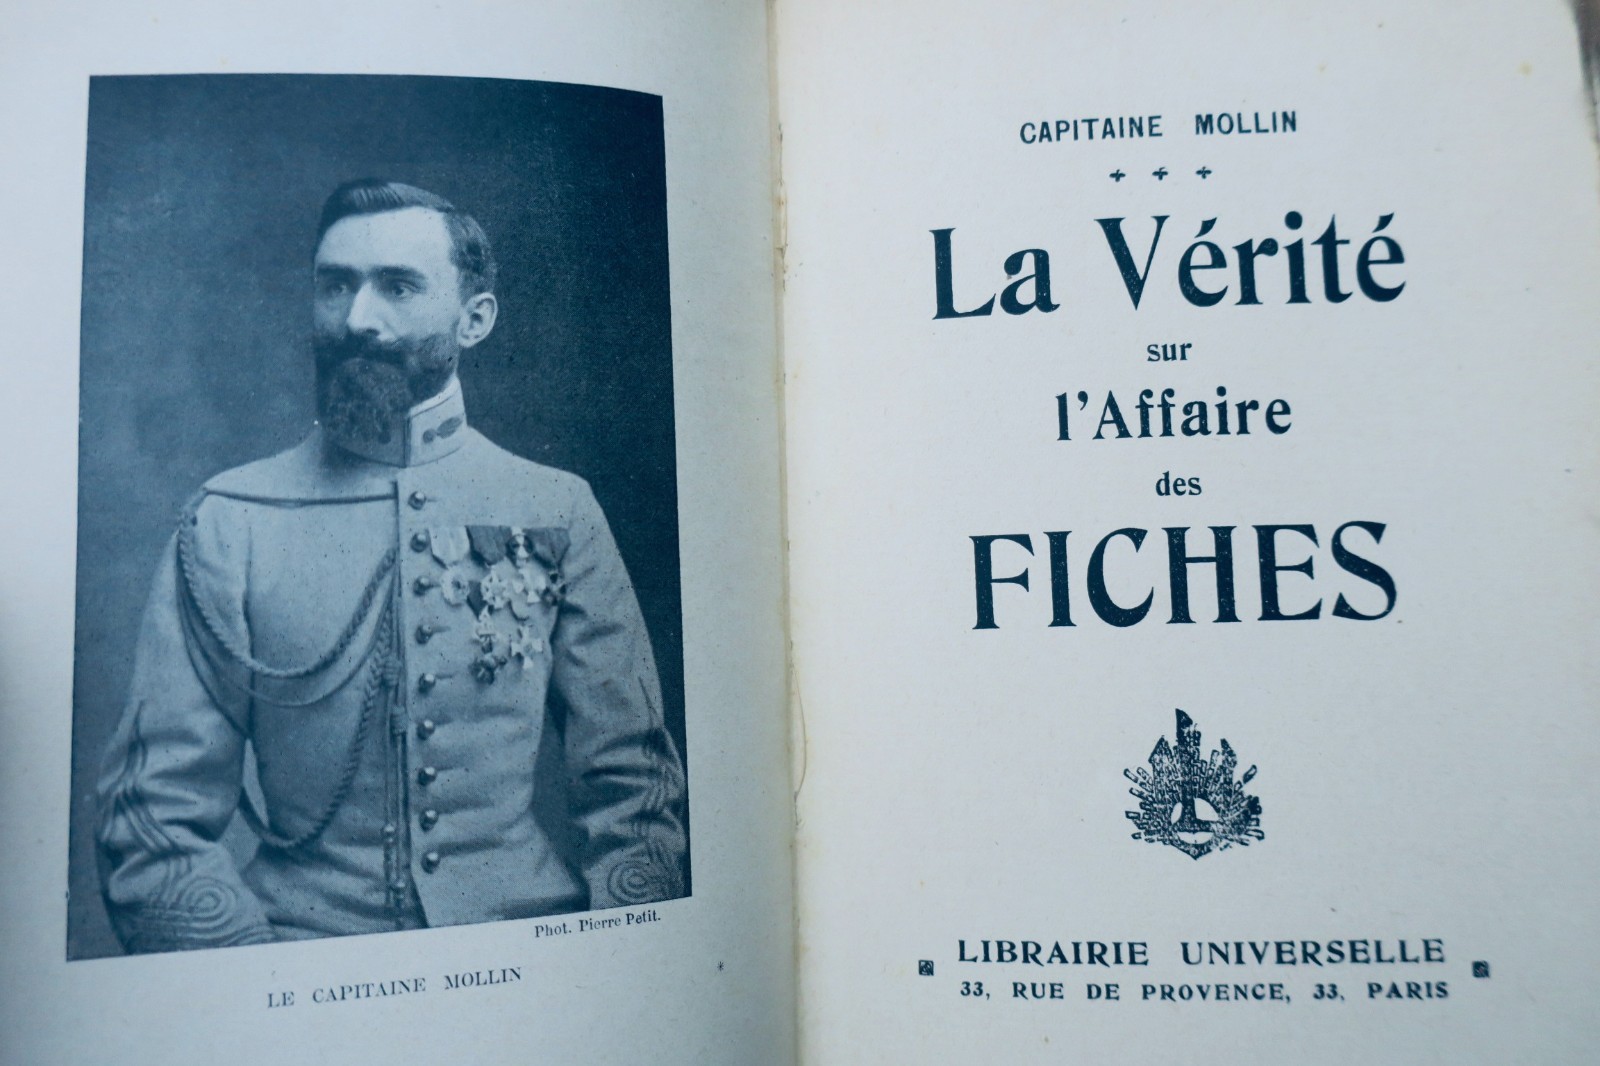 Phot. Pierre Petit.
LE CAPITAINE MOLLIN
CAPITAINE MOLLIN
La Vérité
sur
l'Affaire
des
FICHES
L
LIBRAIRIE UNIVERSELLE
33, RUE DE PROVENCE, 33, PARIS